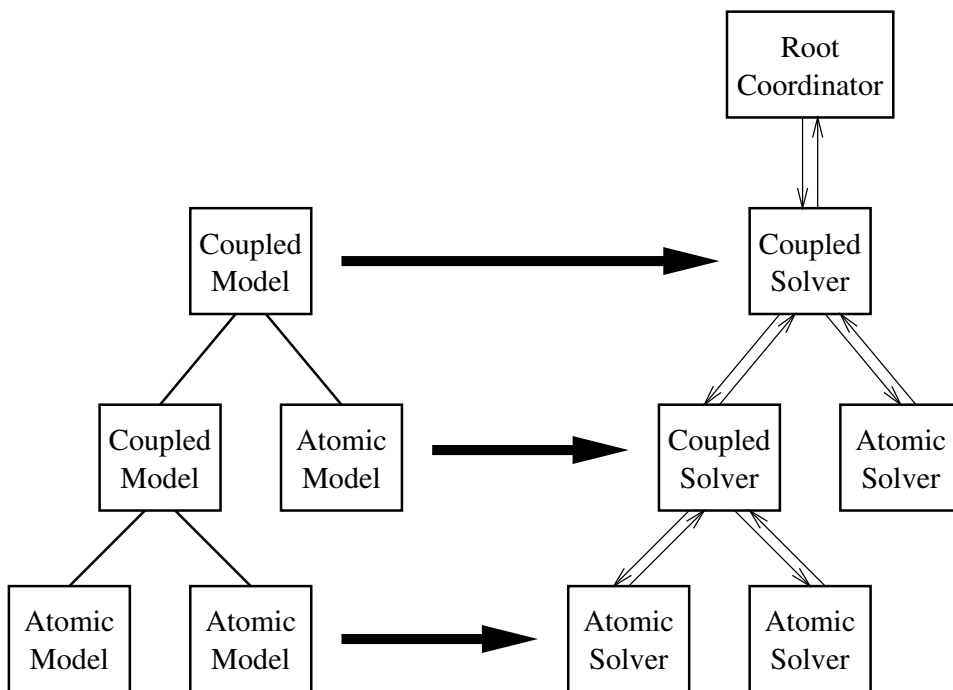 Root
Coordinator
Coupled
Model
Coupled
Solver
Coupled
Model
Atomic
Model
Coupled
Solver
Atomic
Solver
Atomic
Model
Atomic
Model
Atomic
Solver
Atomic
Solver